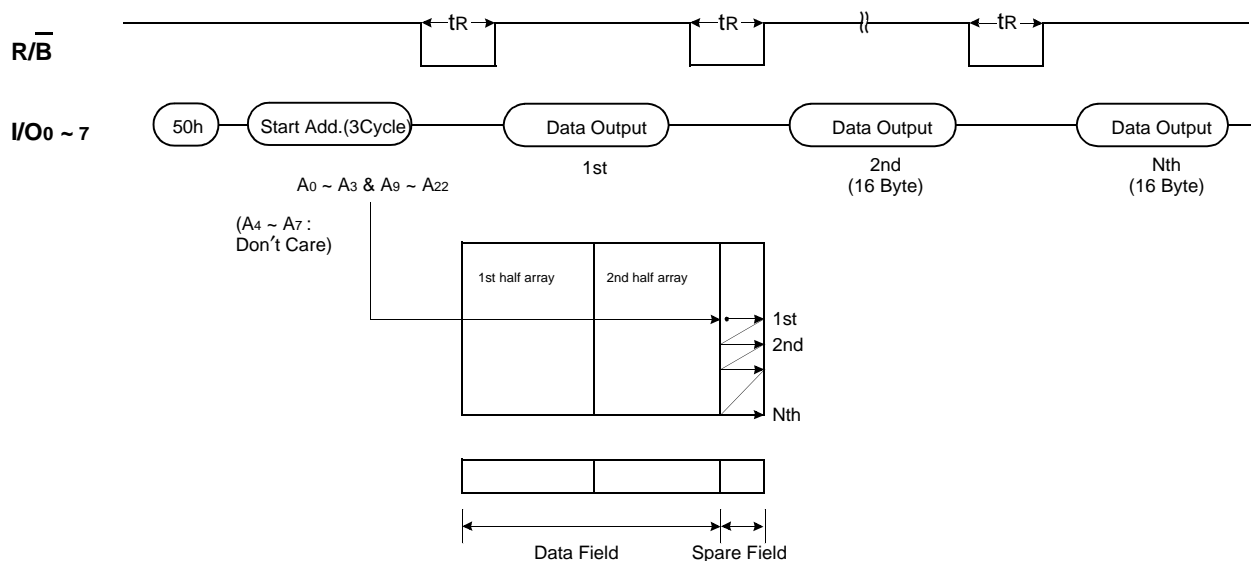 tR tR tR
R/B
I/O0 ~ 7
50h Start Add.(3Cycle) Data Output Data Output Data Output
1st 2nd Nth
(16 Byte) (16 Byte)
A0 ~ A3 & A9 ~ A22
(A4 ~ A7 :
Don′t Care)
1st half array 2nd half array
1st
2nd
Nth
Data Field Spare Field